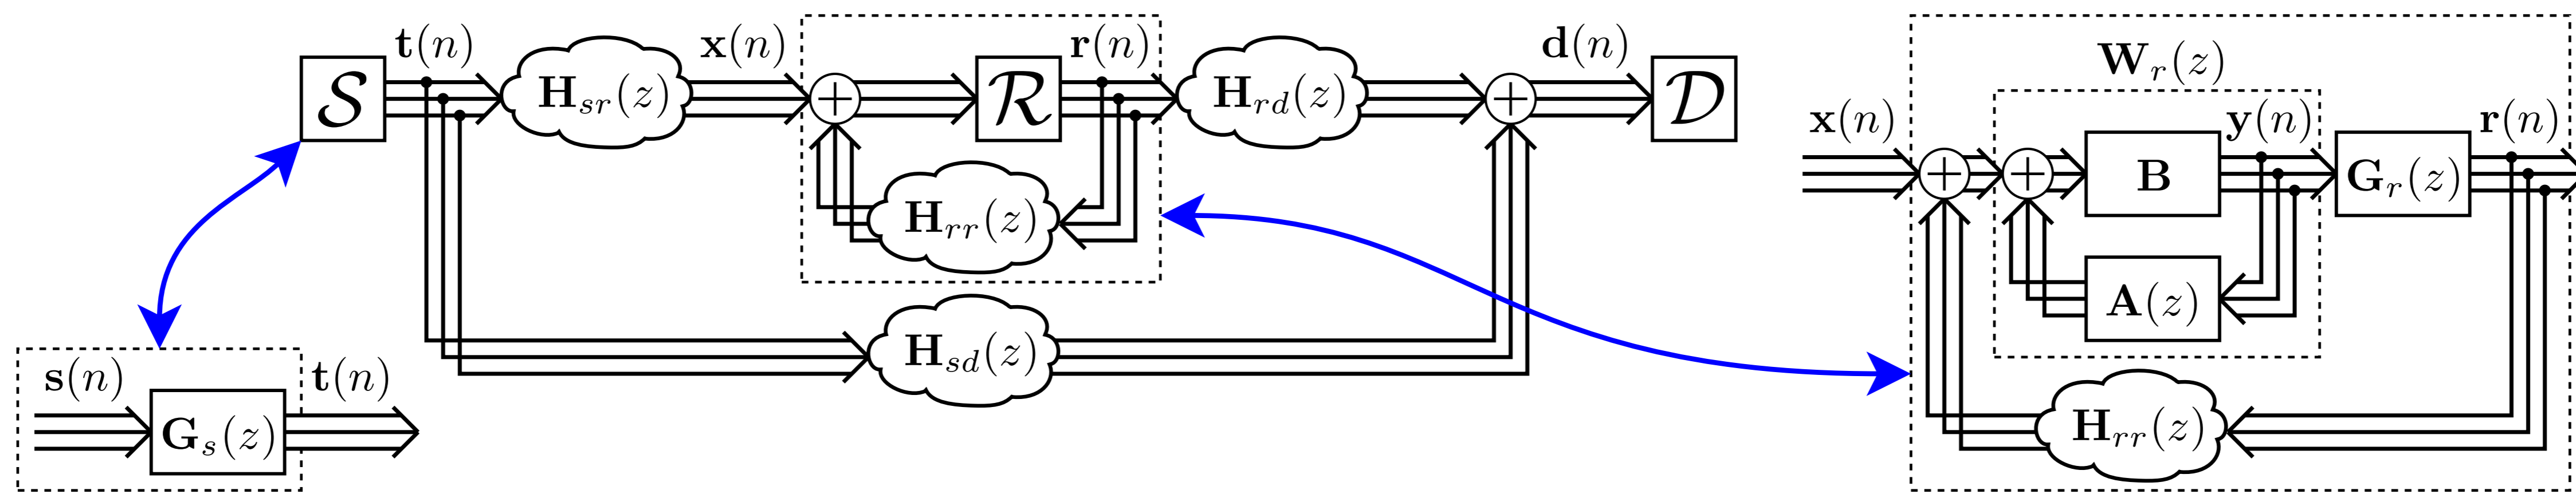 t(n)
x(n)
r(n)
d(n)
S
H_sr(z)
+
R
H_rd(z)
+
D
H_rr(z)
H_sd(z)
s(n)
t(n)
G_s(z)
W_r(z)
x(n)
y(n)
r(n)
+
+
B
G_r(z)
A(z)
H_rr(z)